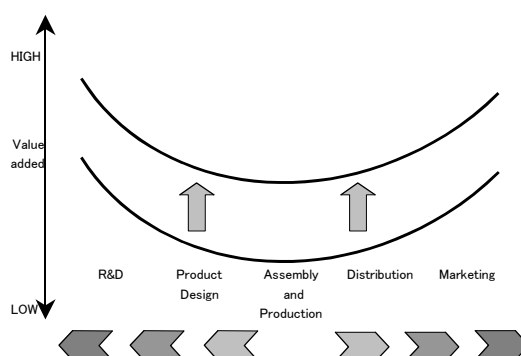 HIGH
Value
added
R&D
Product
Design
Assembly
and
Production
Distribution
Marketing
LOW